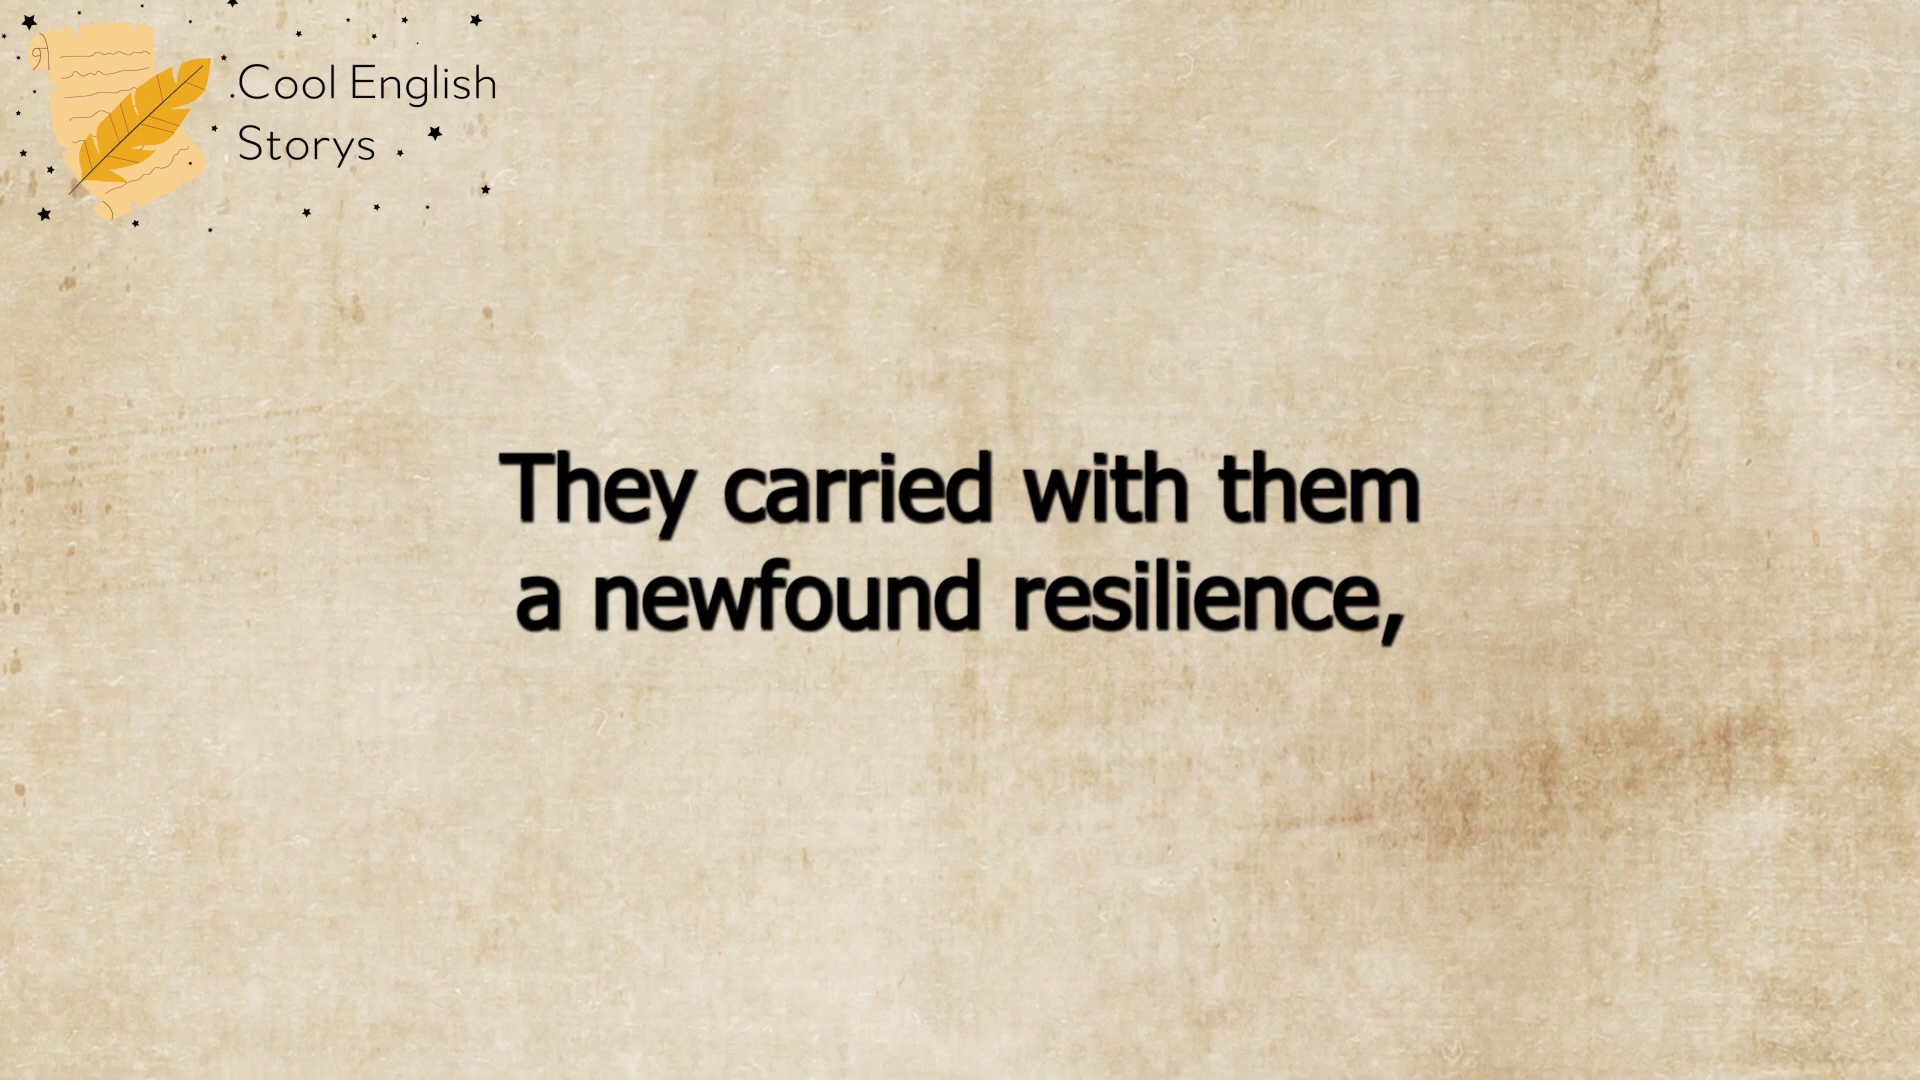 Cool English
Storys
They carried with them
a newfound resilience,